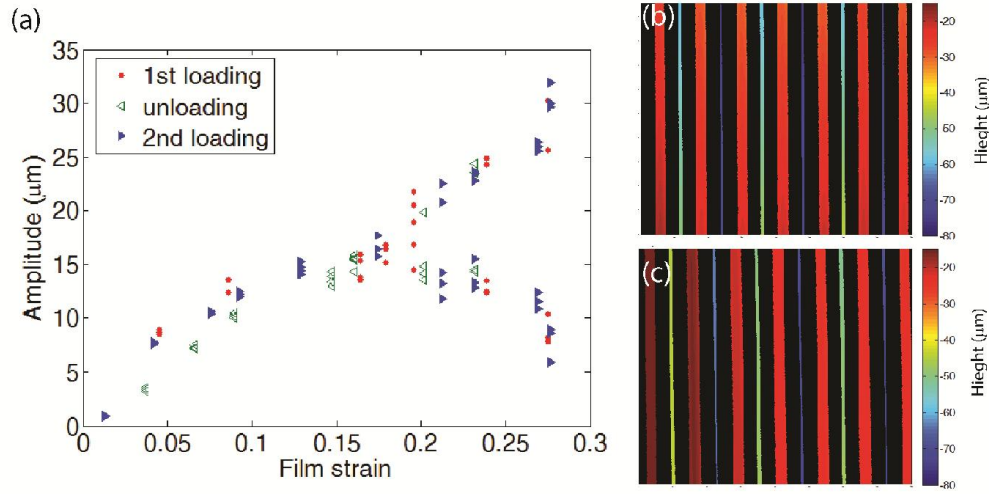 (a)
35
30
25
20
15
10
5
0
Amplitude (μm)
1st loading
unloading
2nd loading
0 0.05 0.1 0.15 0.2 0.25 0.3
Film strain
(b)
-20
-30
-40
-50
-60
-70
-80
Hieght (μm)
(c)
-20
-30
-40
-50
-60
-70
-80
Hieght (μm)